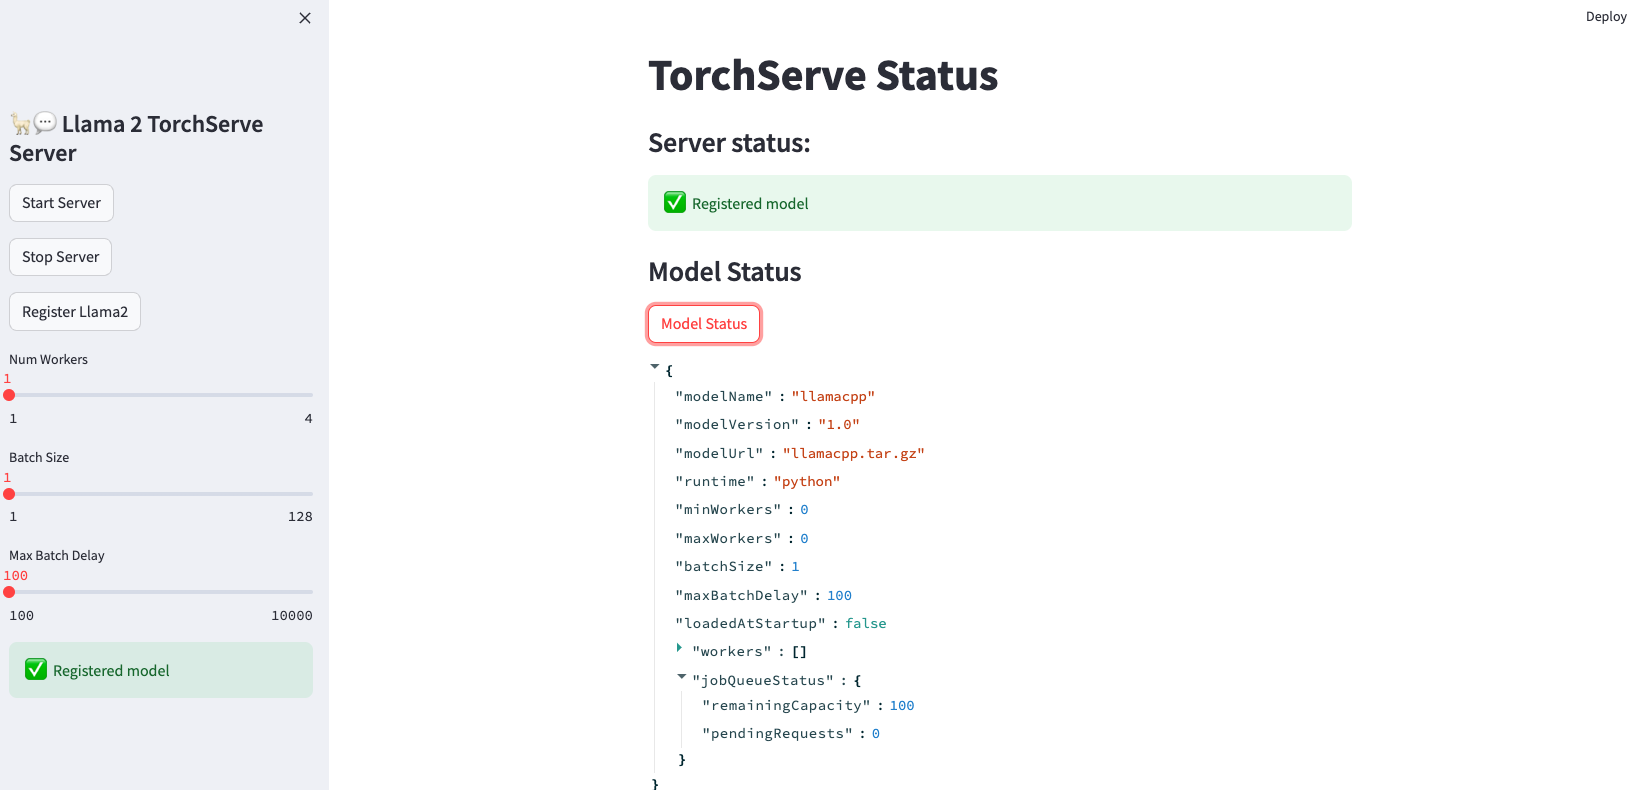 Deploy
🦙💬 Llama 2 TorchServe
Server
Start Server
Stop Server
Register Llama2
Num Workers
1
1 4
Batch Size
1
1 128
Max Batch Delay
100
100 10000
✅ Registered model
TorchServe Status
Server status:
✅ Registered model
Model Status
Model Status
{
"modelName" : "llamacpp"
"modelVersion" : "1.0"
"modelUrl" : "llamacpp.tar.gz"
"runtime" : "python"
"minWorkers" : 0
"maxWorkers" : 0
"batchSize" : 1
"maxBatchDelay" : 100
"loadedAtStartup" : false
"workers" : []
"jobQueueStatus" : {
"remainingCapacity" : 100
"pendingRequests" : 0
}
}